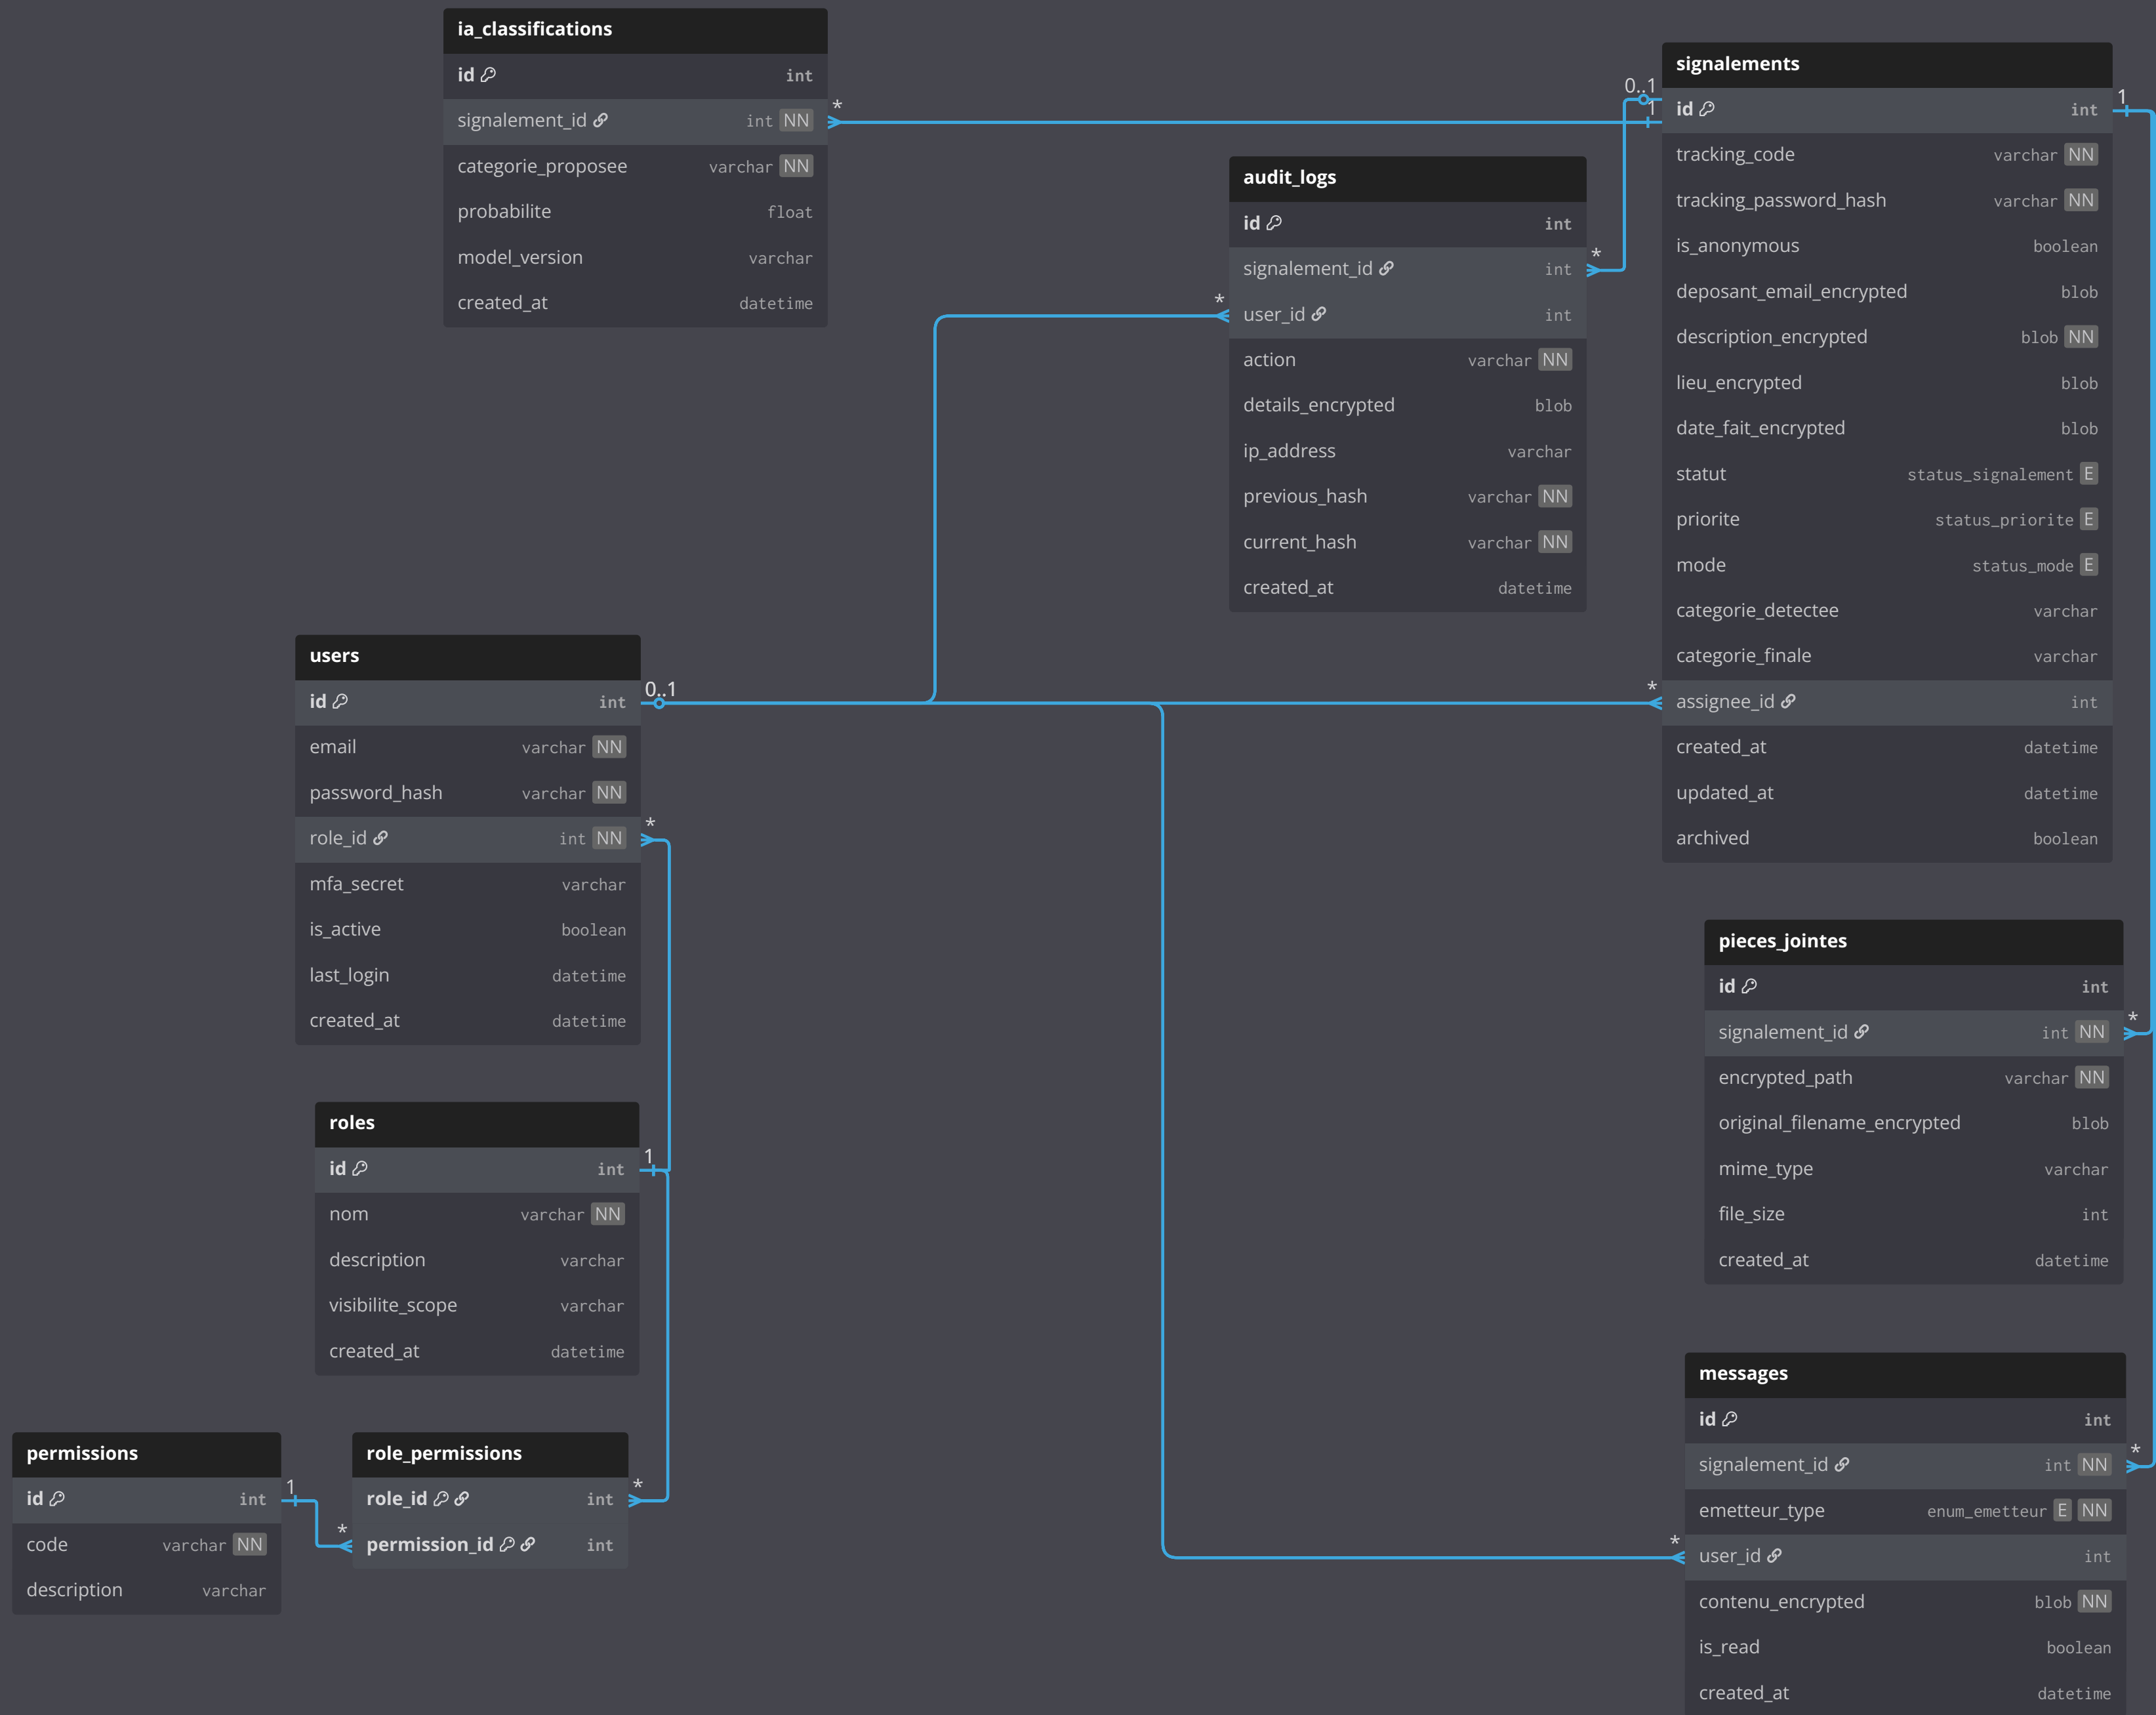 ia_classifications
id int
signalement_id int NN
categorie_proposee varchar NN
probabilite float
model_version varchar
created_at datetime
*
0..1
1
signalements
id int
1
tracking_code varchar NN
tracking_password_hash varchar NN
is_anonymous boolean
deposant_email_encrypted blob
description_encrypted blob NN
lieu_encrypted blob
date_fait_encrypted blob
statut status_signalement E
priorite status_priorite E
mode status_mode E
categorie_detectee varchar
categorie_finale varchar
*
assignee_id int
created_at datetime
updated_at datetime
archived boolean
audit_logs
id int
signalement_id int
*
*
user_id int
action varchar NN
details_encrypted blob
ip_address varchar
previous_hash varchar NN
current_hash varchar NN
created_at datetime
users
id int
0..1
email varchar NN
password_hash varchar NN
role_id int NN
*
mfa_secret varchar
is_active boolean
last_login datetime
created_at datetime
roles
id int
1
nom varchar NN
description varchar
visibilite_scope varchar
created_at datetime
permissions
id int
1
code varchar NN
description varchar
role_permissions
role_id int
*
*
permission_id int
pieces_jointes
id int
signalement_id int NN
*
encrypted_path varchar NN
original_filename_encrypted blob
mime_type varchar
file_size int
created_at datetime
messages
id int
signalement_id int NN
*
emetteur_type enum_emetteur E NN
*
user_id int
contenu_encrypted blob NN
is_read boolean
created_at datetime